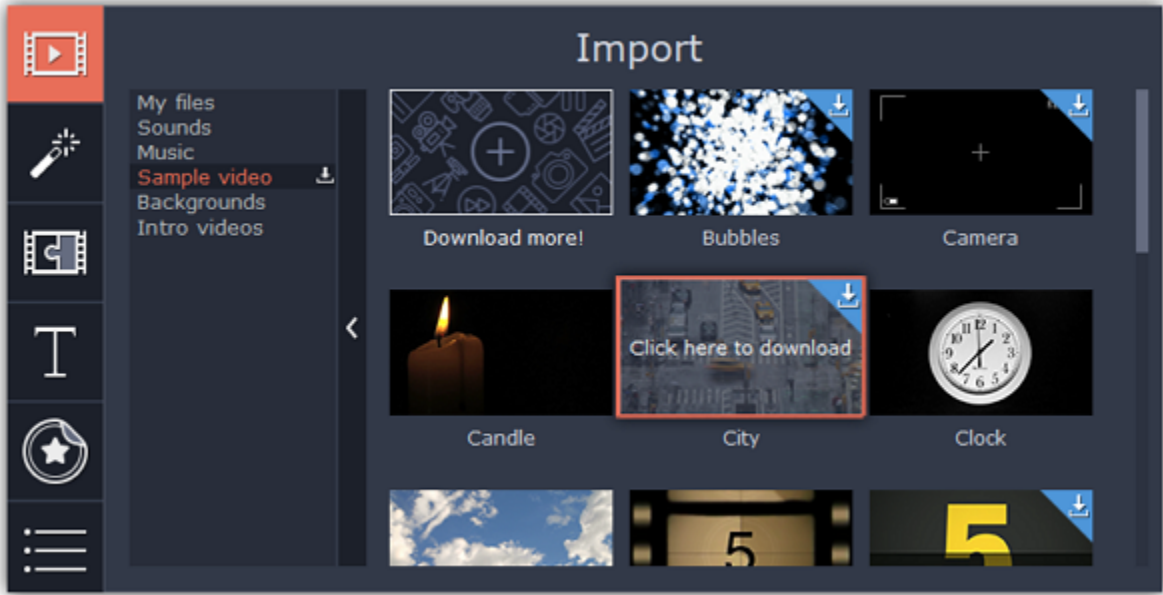 Import
My files
Sounds
Music
Sample video
Backgrounds
Intro videos
Download more!
Bubbles
Camera
Click here to download
Candle
City
Clock
5
5